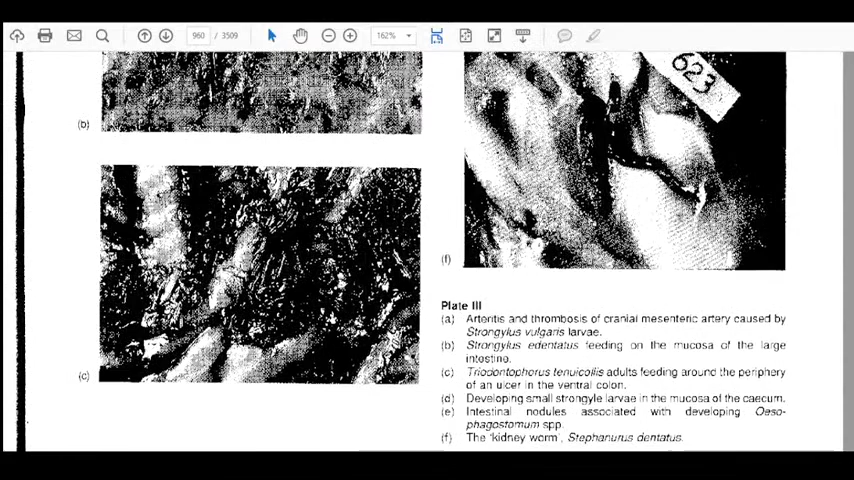 960 / 3509
162%
(b)
623
(c)
(f)
Plate III
(a) Arteritis and thrombosis of cranial mesenteric artery caused by
Strongylus vulgaris larvae.
(b) Strongylus edentatus feeding on the mucosa of the large
intestine.
(c) Triodontophorus tenuicollis adults feeding around the periphery
of an ulcer in the ventral colon.
(d) Developing small strongyle larvae in the mucosa of the caecum.
(e) Intestinal nodules associated with developing Oeso-
phagostomum spp.
(f) The 'kidney worm', Stephanurus dentatus.